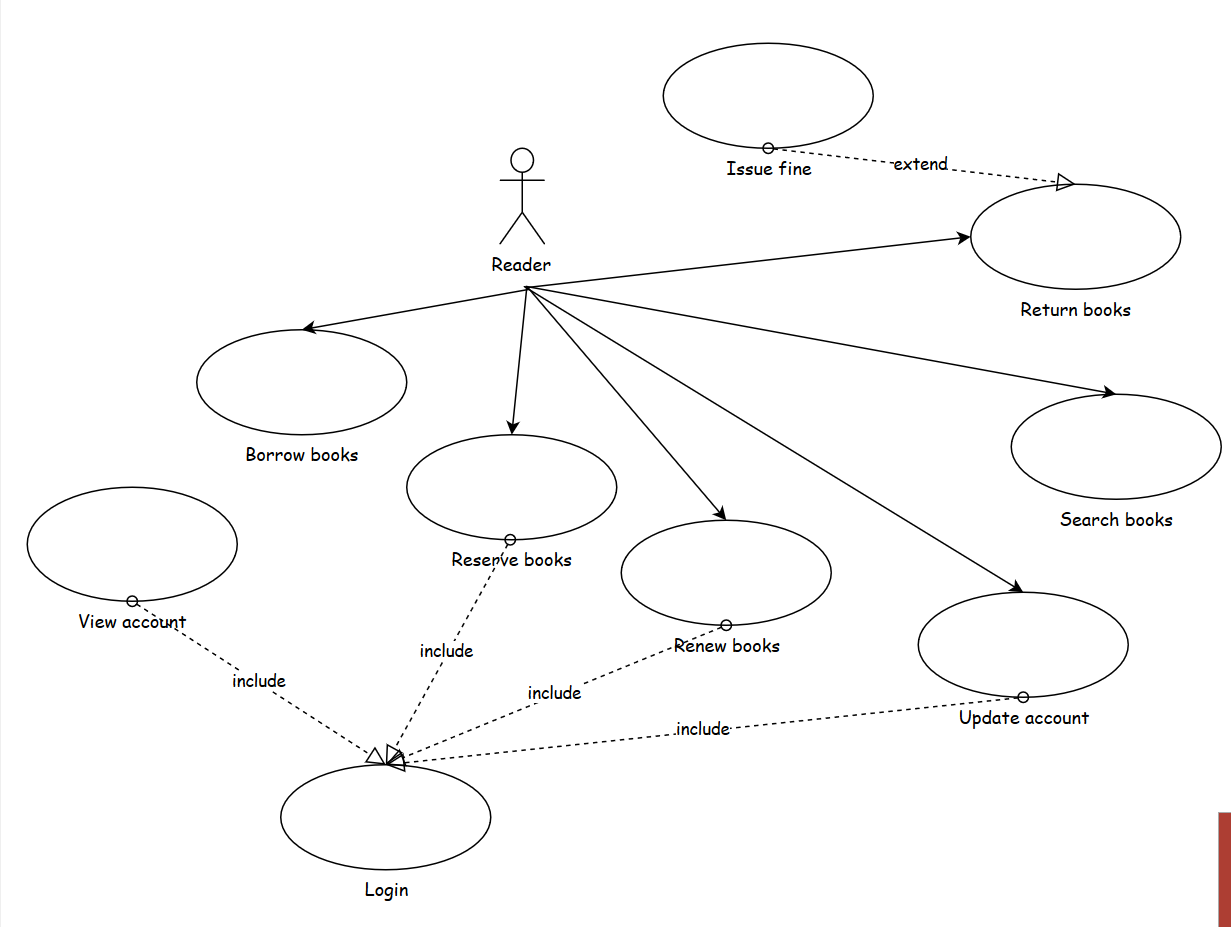 Issue fine
extend
Reader
Return books
Borrow books
Search books
Reserve books
View account
Renew books
include
include
include
Update account
include
Login